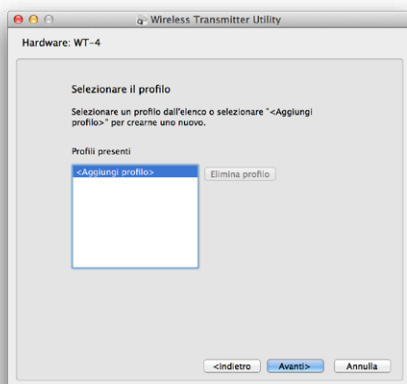 Wireless Transmitter Utility
Hardware: WT-4
Selezionare il profilo
Selezionare un profilo dall'elenco o selezionare "<Aggiungi
profilo>" per crearne uno nuovo.
Profili presenti
<Aggiungi profilo>
Elimina profilo
<Indietro
Avanti>
Annulla